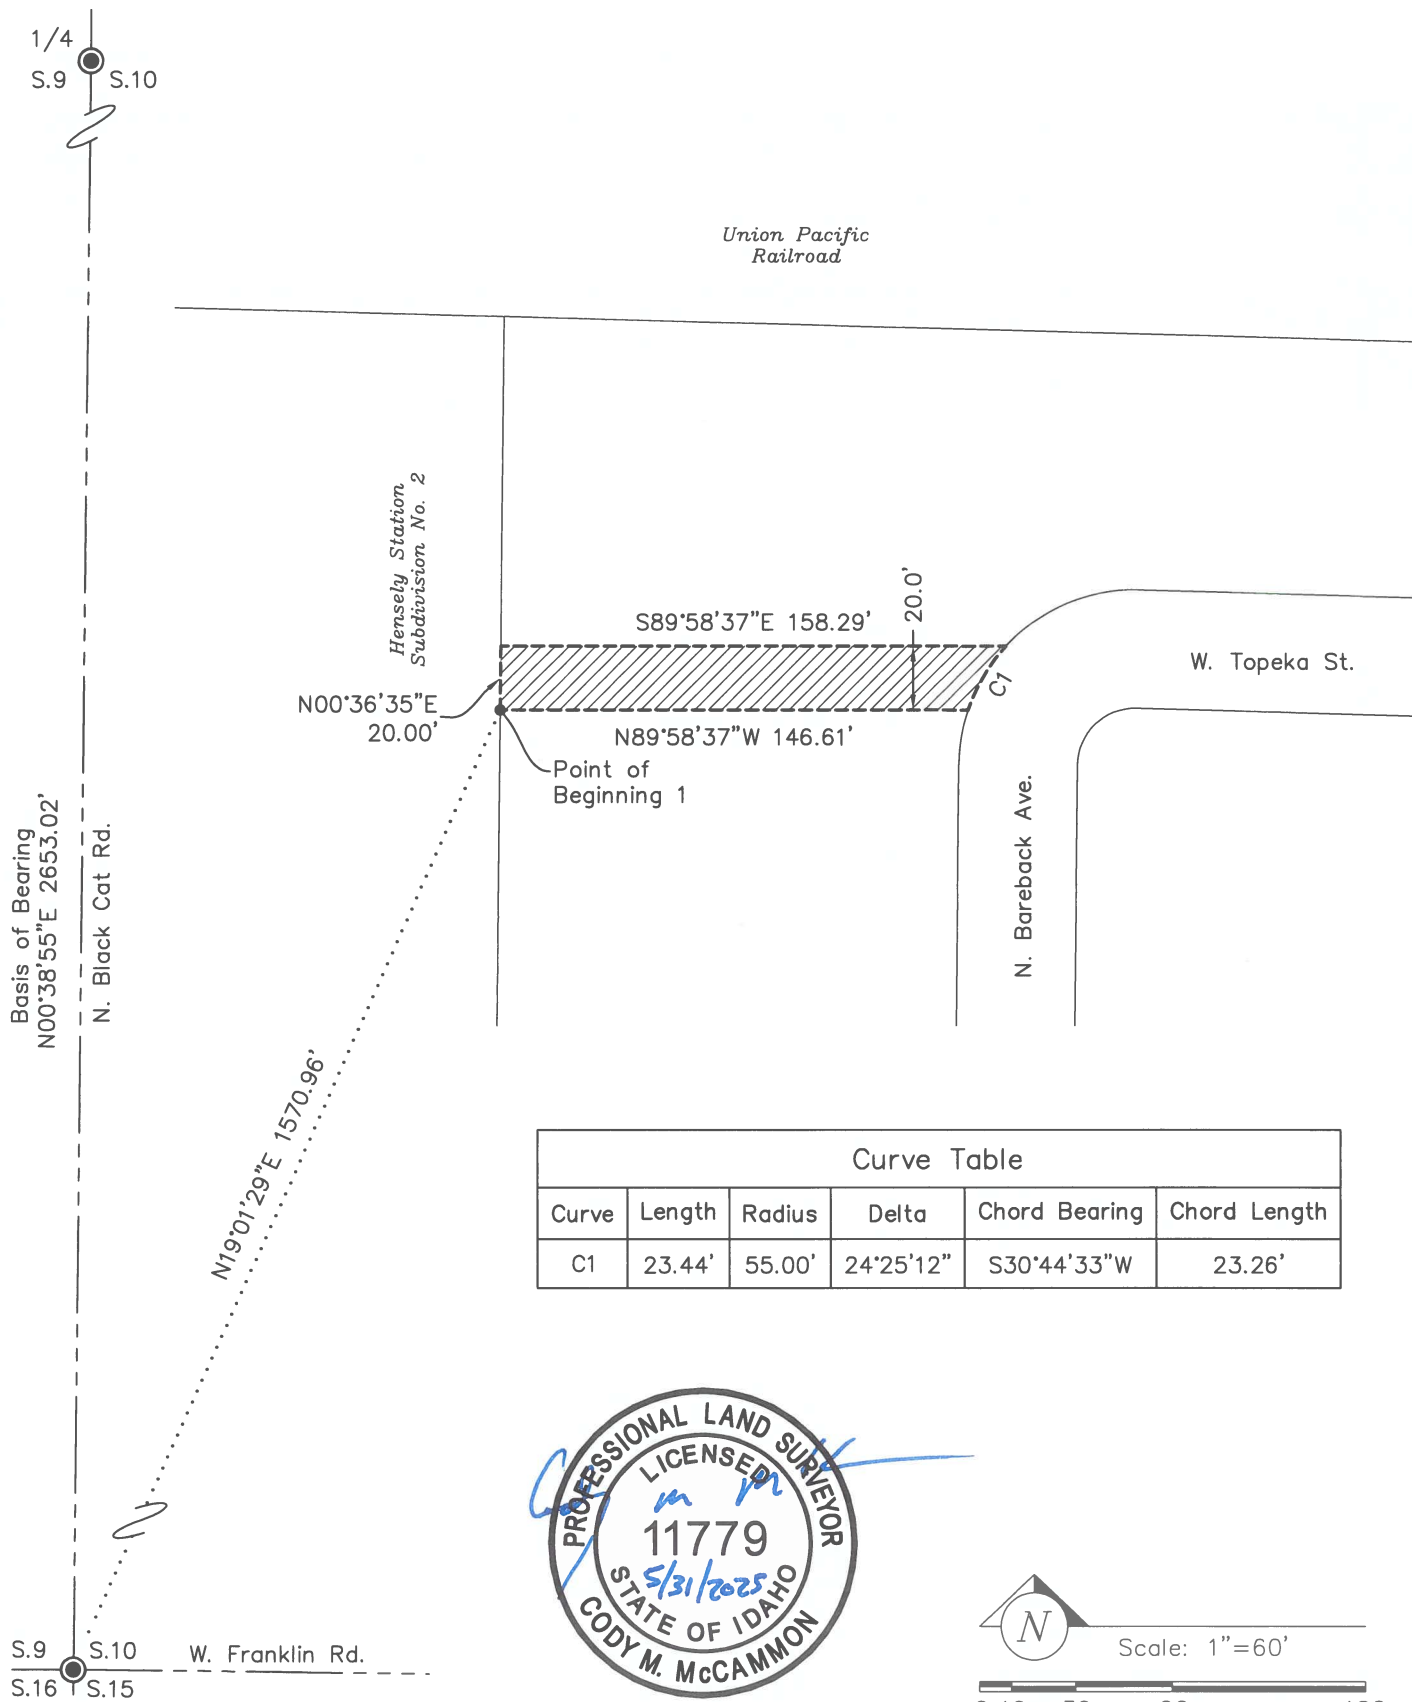 1/4
S.9 S.10
Union Pacific
Railroad
Hensely Station
Subdivision No. 2
S89°58'37"E 158.29'
20.0'
C1
W. Topeka St.
N00°36'35"E
20.00'
N89°58'37"W 146.61'
Point of
Beginning 1
Basis of Bearing
N00°38'55"E 2653.02'
N. Black Cat Rd.
N. Bareback Ave.
N19°01'29"E 1570.96'
Curve Table
Curve Length Radius Delta Chord Bearing Chord Length
C1 23.44' 55.00' 24°25'12" S30°44'33"W 23.26'
PROFESSIONAL LAND SURVEYOR
LICENSED
11779
5/31/2025
STATE OF IDAHO
CODY M. McCAMMON
N
Scale: 1"=60'
S.9 S.10 W. Franklin Rd.
S.16 S.15